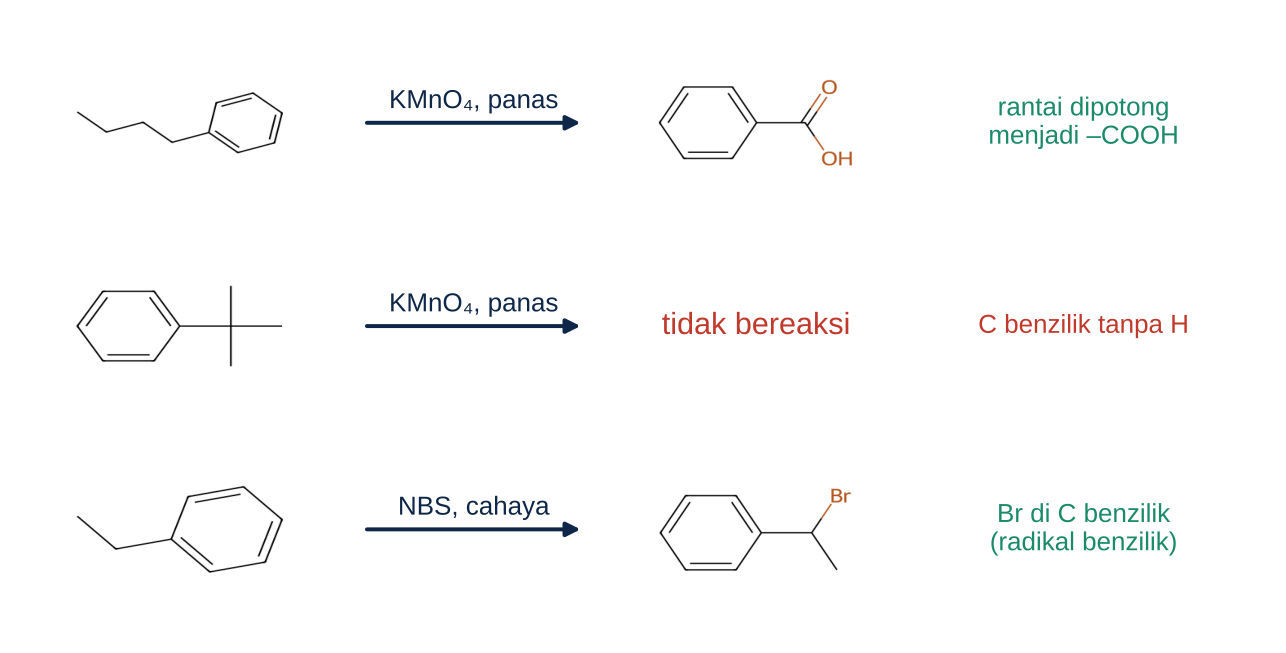 KMnO₄, panas
O
OH
rantai dipotong
menjadi –COOH
KMnO₄, panas
tidak bereaksi
C benzilik tanpa H
NBS, cahaya
Br
Br di C benzilik
(radikal benzilik)